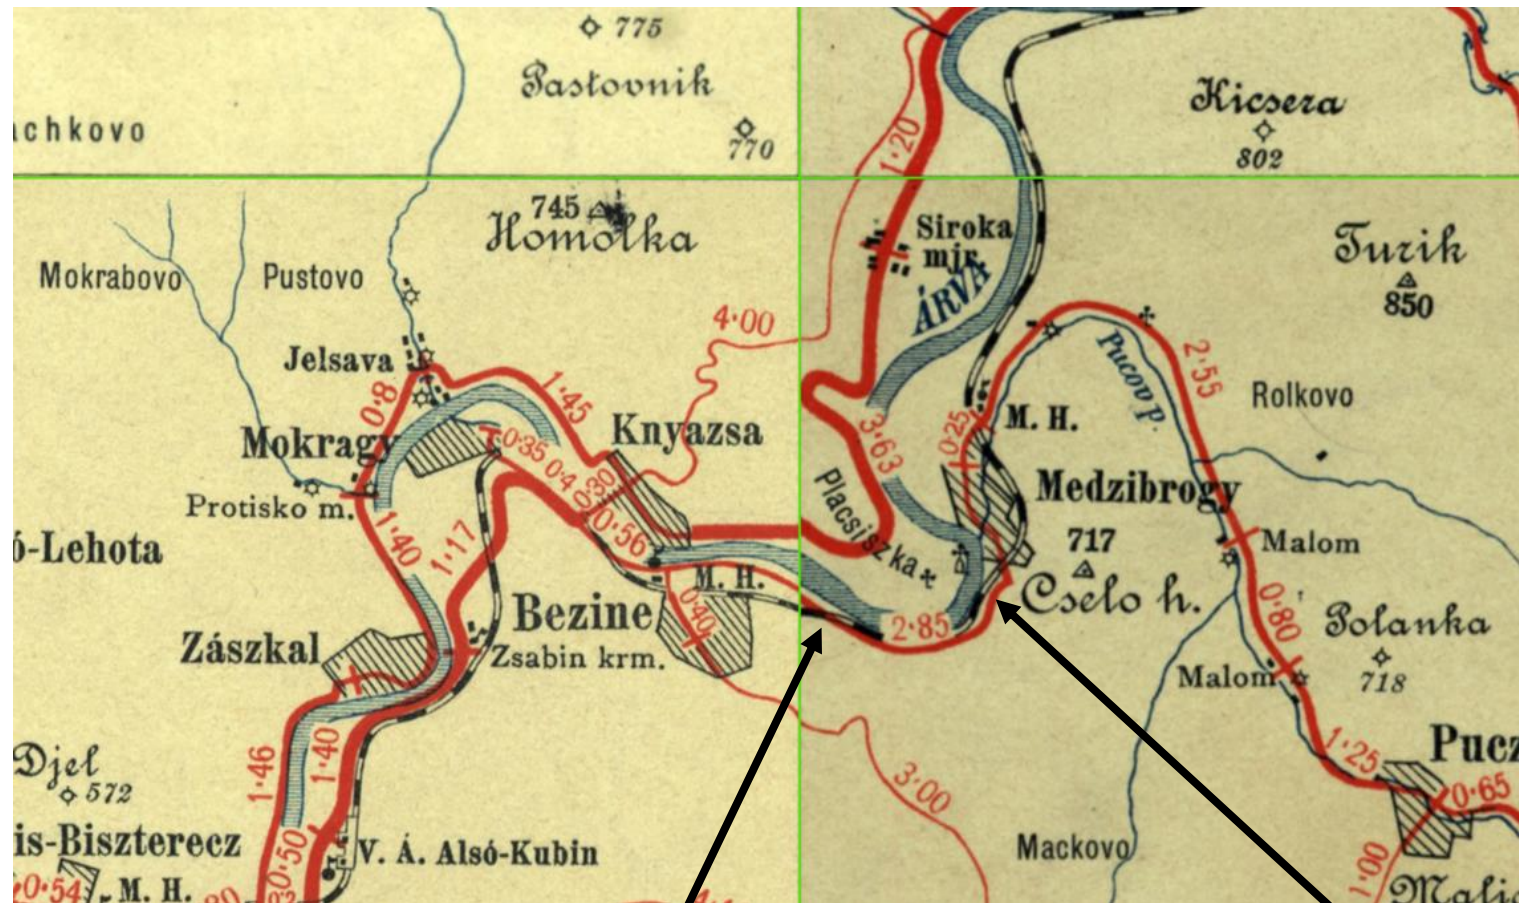 775
Pastovnik
770
achkovo
1·20
Kicsera
802
745
Homolka
Siroka
mjr.
ÁRVA
Turik
850
Mokrabovo
Pustovo
4·00
Jelsava
0·8
1·45
Pucov p.
2·55
Rolkovo
Mokragy
Knyazsa
0·35
0·4
0·30
3·63
0·25
M. H.
Protisko m.
Placsiszka
Medzibrogy
ó-Lehota
1·40
1·17
0·56
717
Malom
M. H.
Cselo h.
Bezine
0·40
2·85
0·80
Polanka
718
Zászkal
Zsabin krm.
Malom
1·46
1·40
Djel
572
3·00
1·25
Pucz
0·65
is-Biszterecz
V. Á. Alsó-Kubin
0·50
Mackovo
1·00
0·54
M. H.